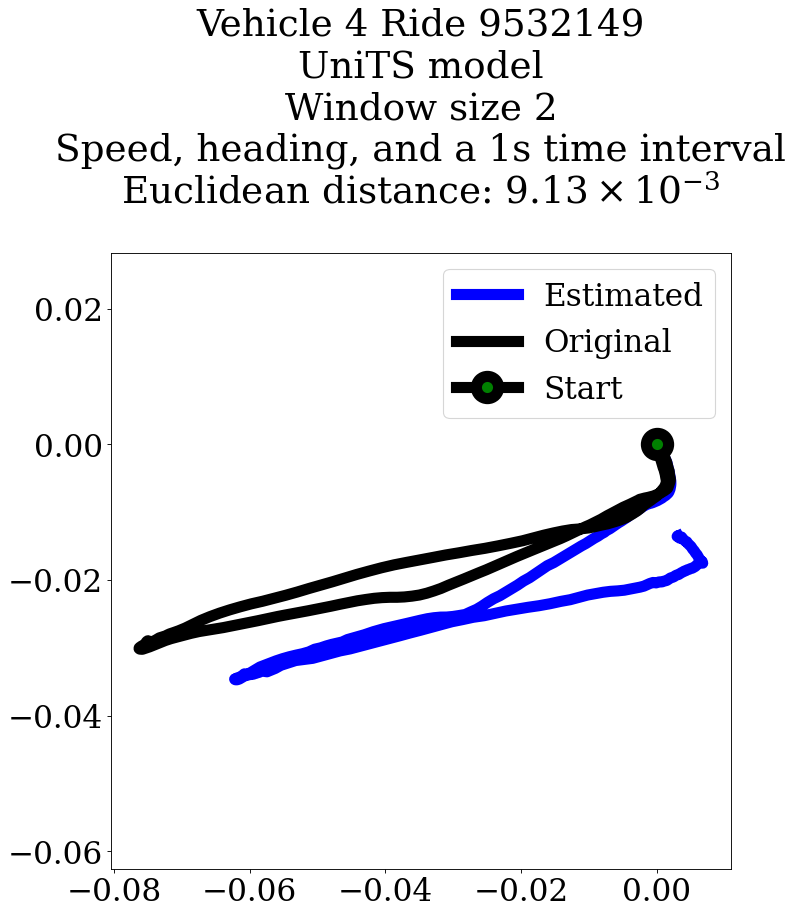 Vehicle 4 Ride 9532149
UniTS model
Window size 2
Speed, heading, and a 1s time interval
Euclidean distance: 9.13 × 10⁻³
Estimated
Original
Start
0.02
0.00
−0.02
−0.04
−0.06
−0.08 −0.06 −0.04 −0.02 0.00